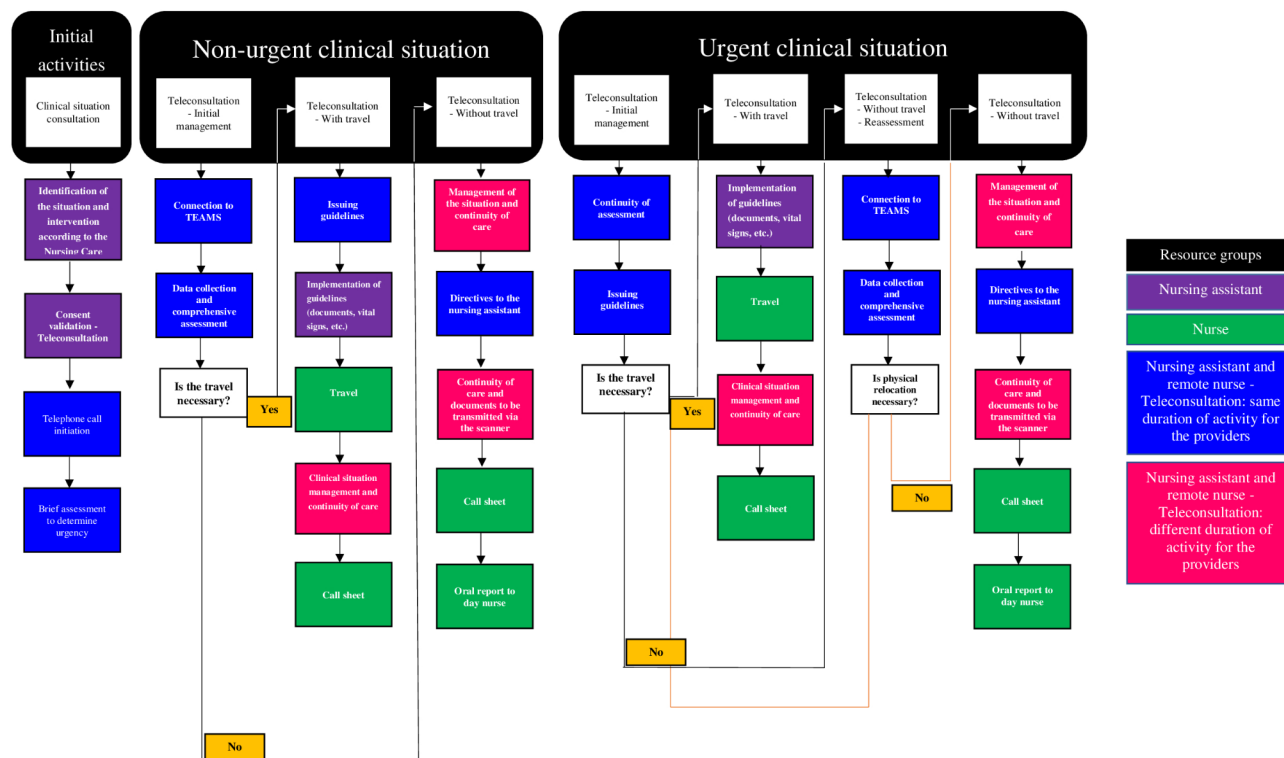 Initial
activities
Clinical situation
consultation
Identification of
the situation and
intervention
according to the
Nursing Care
Consent
validation -
Teleconsultation
Telephone call
initiation
Brief assessment
to determine
urgency
Non-urgent clinical situation
Teleconsultation
- Initial
management
Connection to
TEAMS
Data collection
and
comprehensive
assessment
Is the travel
necessary?
Yes
No
Teleconsultation
- With travel
Issuing
guidelines
Implementation of
guidelines
(documents, vital
signs, etc.)
Travel
Clinical situation
management and
continuity of care
Call sheet
Teleconsultation
- Without travel
Management of
the situation and
continuity of
care
Directives to the
nursing assistant
Continuity of
care and
documents to be
transmitted via
the scanner
Call sheet
Oral report to
day nurse
Urgent clinical situation
Teleconsultation
- Initial
management
Continuity of
assessment
Issuing
guidelines
Is the travel
necessary?
Yes
No
Teleconsultation
- With travel
Implementation
of guidelines
(documents, vital
signs, etc.)
Travel
Clinical situation
management and
continuity of care
Call sheet
Teleconsultation
- Without travel
- Reassessment
Connection to
TEAMS
Data collection
and
comprehensive
assessment
Is physical
relocation
necessary?
No
Teleconsultation
- Without travel
Management of
the situation and
continuity of
care
Directives to the
nursing assistant
Continuity of
care and
documents to be
transmitted via
the scanner
Call sheet
Oral report to
day nurse
Resource groups
Nursing assistant
Nurse
Nursing assistant
and remote nurse -
Teleconsultation: same
duration of activity for
the providers
Nursing assistant and
remote nurse -
Teleconsultation:
different duration of
activity for the
providers